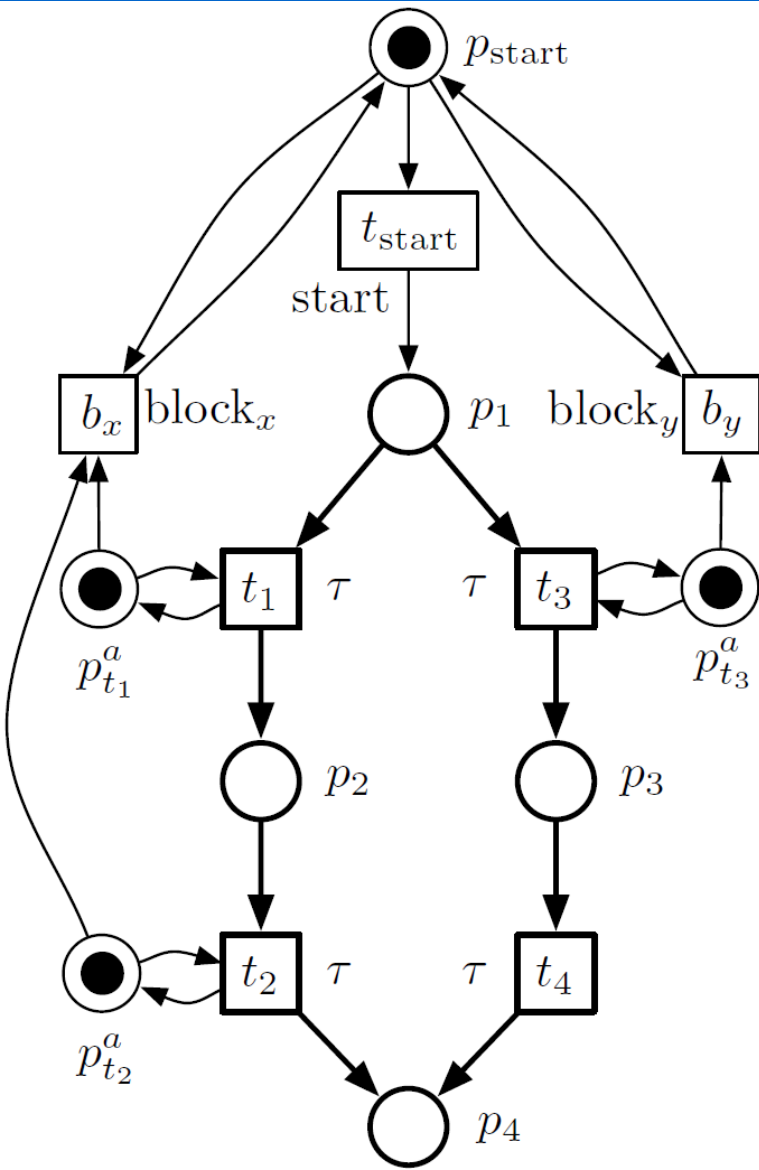 p_start
t_start
start
b_x block_x p_1 block_y b_y
t_1 τ τ t_3
p^a_{t_1} p^a_{t_3}
p_2 p_3
t_2 τ τ t_4
p^a_{t_2}
p_4